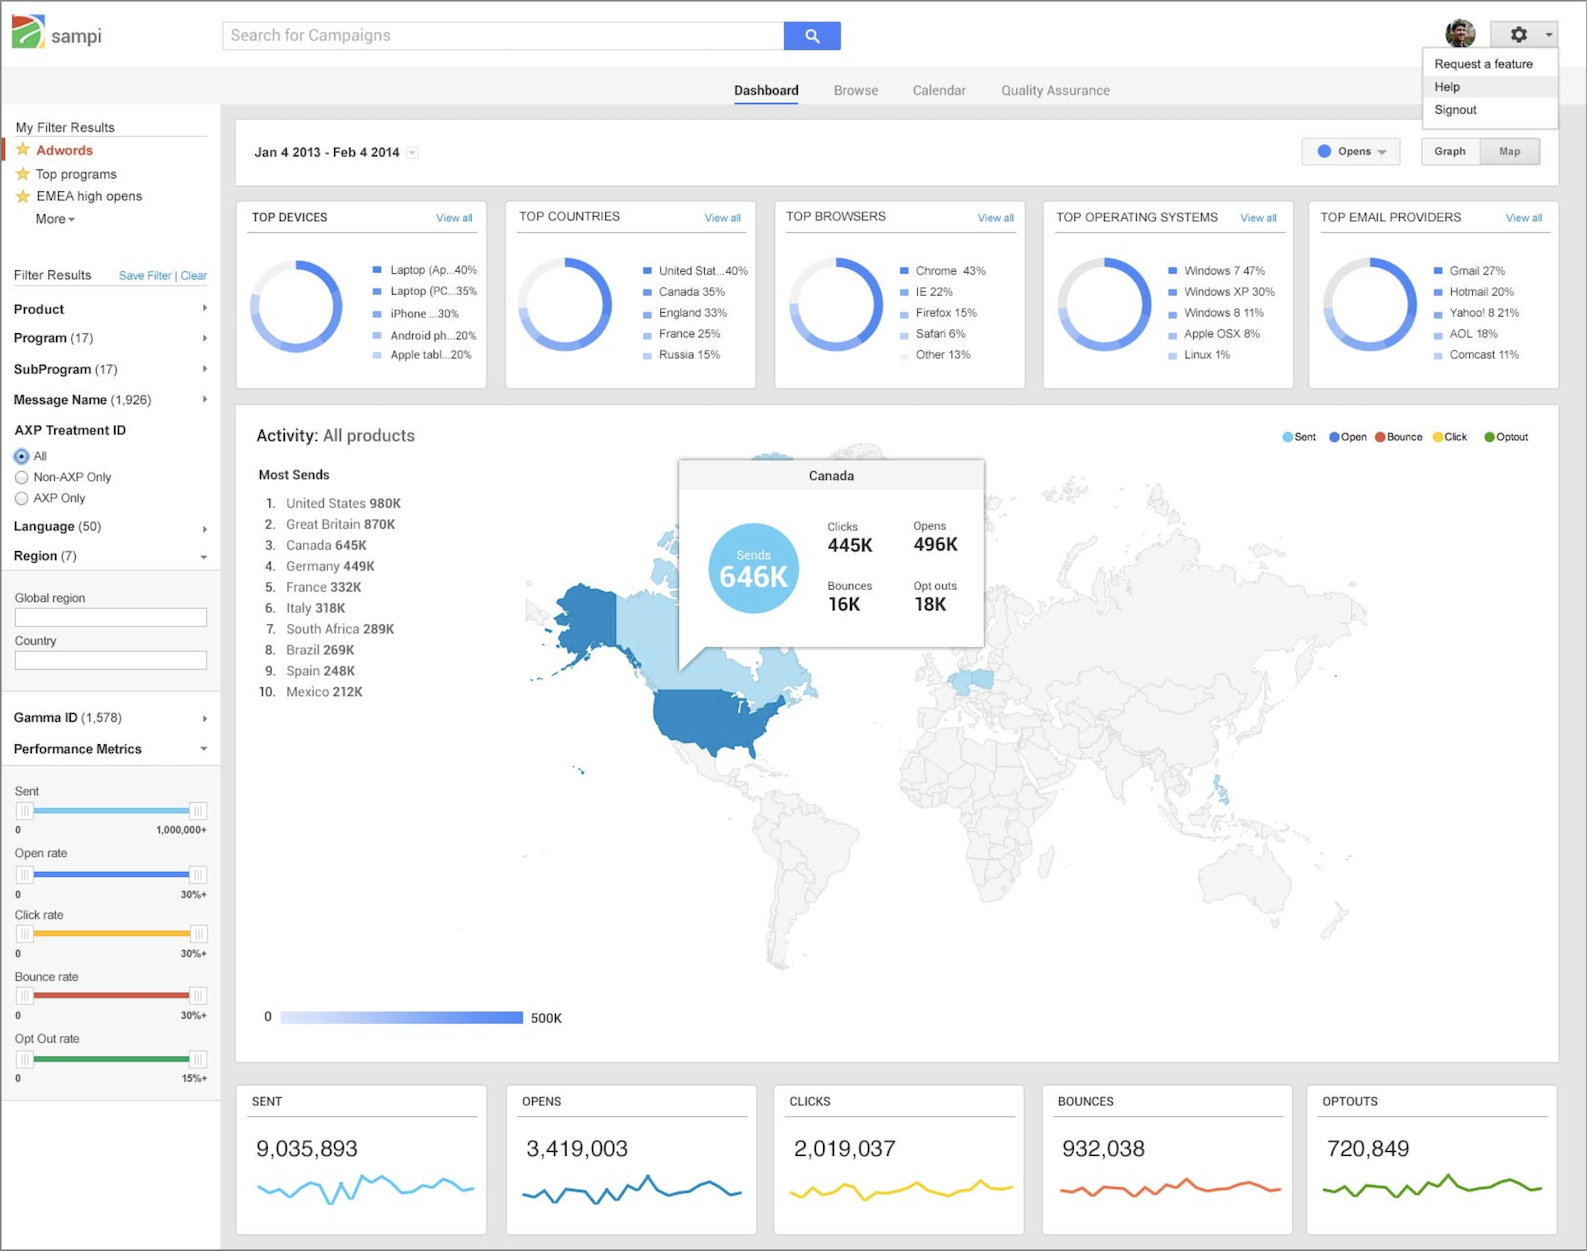 sampi
Search for Campaigns
Request a feature
Help
Signout
Dashboard Browse Calendar Quality Assurance
My Filter Results
Adwords
Top programs
EMEA high opens
More
Filter Results Save Filter | Clear
Product
Program (17)
SubProgram (17)
Message Name (1,926)
AXP Treatment ID
All
Non-AXP Only
AXP Only
Language (50)
Region (7)
Global region
Country
Gamma ID (1,578)
Performance Metrics
Sent
0 1,000,000+
Open rate
0 30%+
Click rate
0 30%+
Bounce rate
0 30%+
Opt Out rate
0 15%+
Jan 4 2013 - Feb 4 2014
Opens
Graph Map
TOP DEVICES View all
Laptop (Ap...40%
Laptop (PC...35%
iPhone ...30%
Android ph...20%
Apple tabl...20%
TOP COUNTRIES View all
United Stat...40%
Canada 35%
England 33%
France 25%
Russia 15%
TOP BROWSERS View all
Chrome 43%
IE 22%
Firefox 15%
Safari 6%
Other 13%
TOP OPERATING SYSTEMS View all
Windows 7 47%
Windows XP 30%
Windows 8 11%
Apple OSX 8%
Linux 1%
TOP EMAIL PROVIDERS View all
Gmail 27%
Hotmail 20%
Yahoo! 8 21%
AOL 18%
Comcast 11%
Activity: All products
Sent Open Bounce Click Optout
Most Sends
1. United States 980K
2. Great Britain 870K
3. Canada 645K
4. Germany 449K
5. France 332K
6. Italy 318K
7. South Africa 289K
8. Brazil 269K
9. Spain 248K
10. Mexico 212K
Canada
Sends
646K
Clicks
445K
Opens
496K
Bounces
16K
Opt outs
18K
0 500K
SENT
9,035,893
OPENS
3,419,003
CLICKS
2,019,037
BOUNCES
932,038
OPTOUTS
720,849